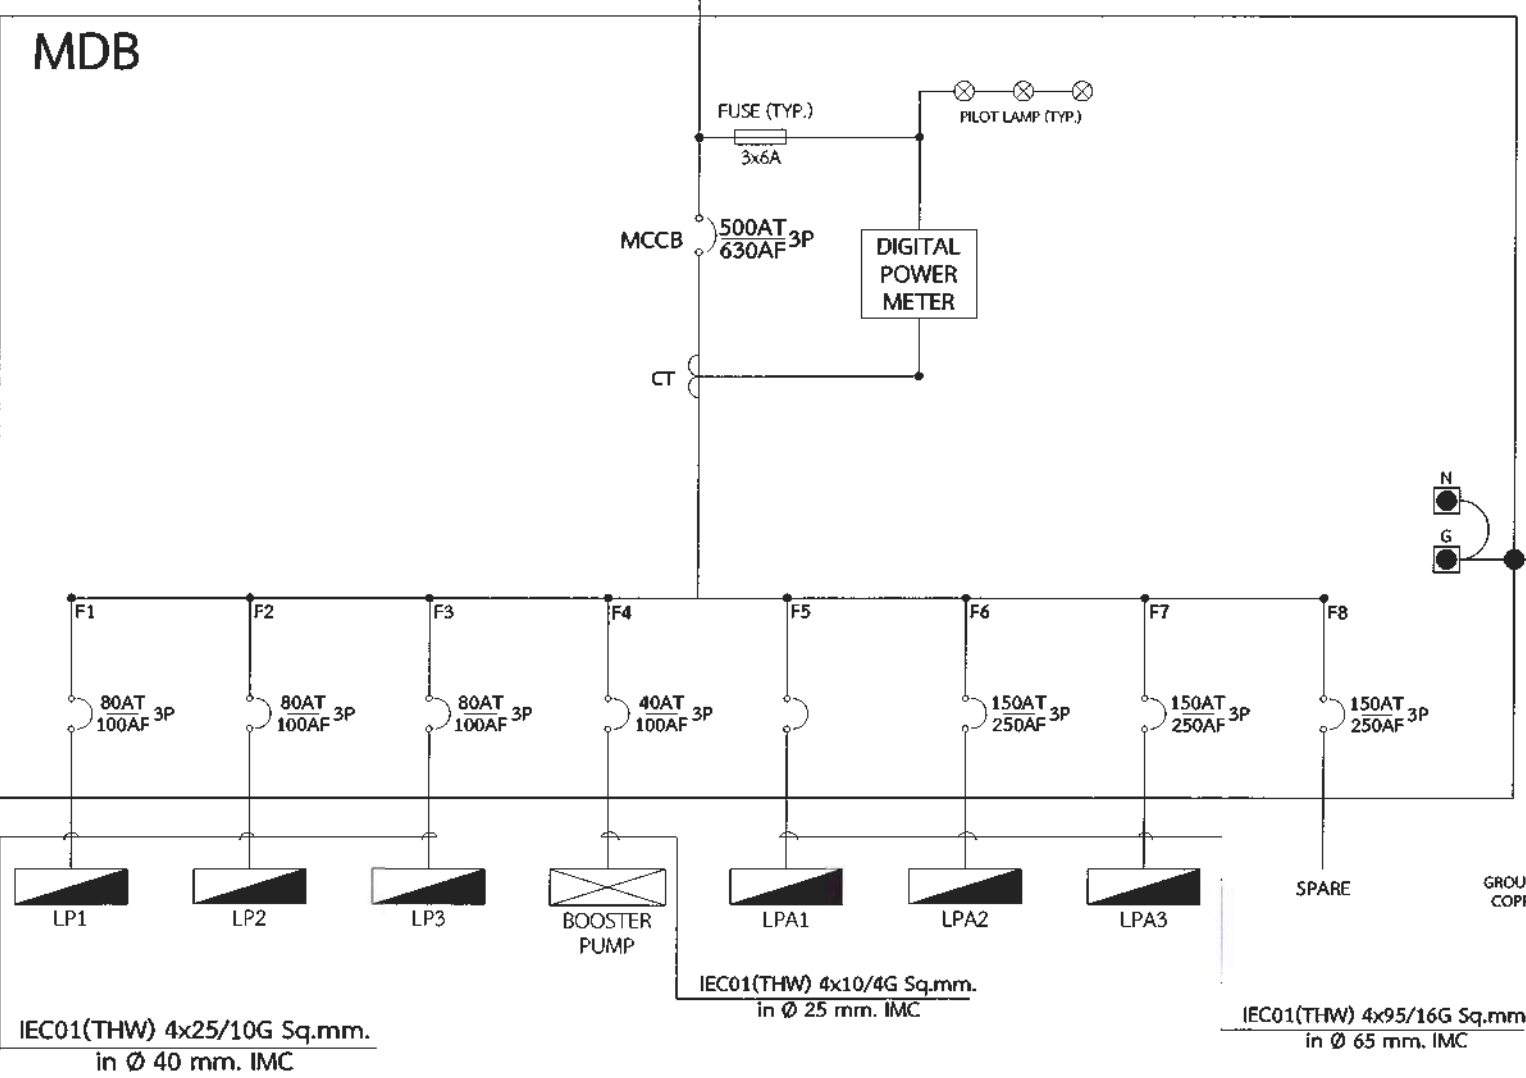 MDB
FUSE (TYP.)
3x6A
PILOT LAMP (TYP.)
MCCB
500AT
630AF 3P
DIGITAL
POWER
METER
CT
N
G
F1 F2 F3 F4 F5 F6 F7 F8
80AT 80AT 80AT 40AT 150AT 150AT 150AT
100AF 3P 100AF 3P 100AF 3P 100AF 3P 250AF 3P 250AF 3P 250AF 3P
LP1 LP2 LP3
BOOSTER
PUMP
LPA1 LPA2 LPA3
SPARE
GROU
COPI
IEC01(THW) 4x10/4G Sq.mm.
in Ø 25 mm. IMC
IEC01(THW) 4x25/10G Sq.mm.
in Ø 40 mm. IMC
IEC01(THW) 4x95/16G Sq.mm
in Ø 65 mm. IMC